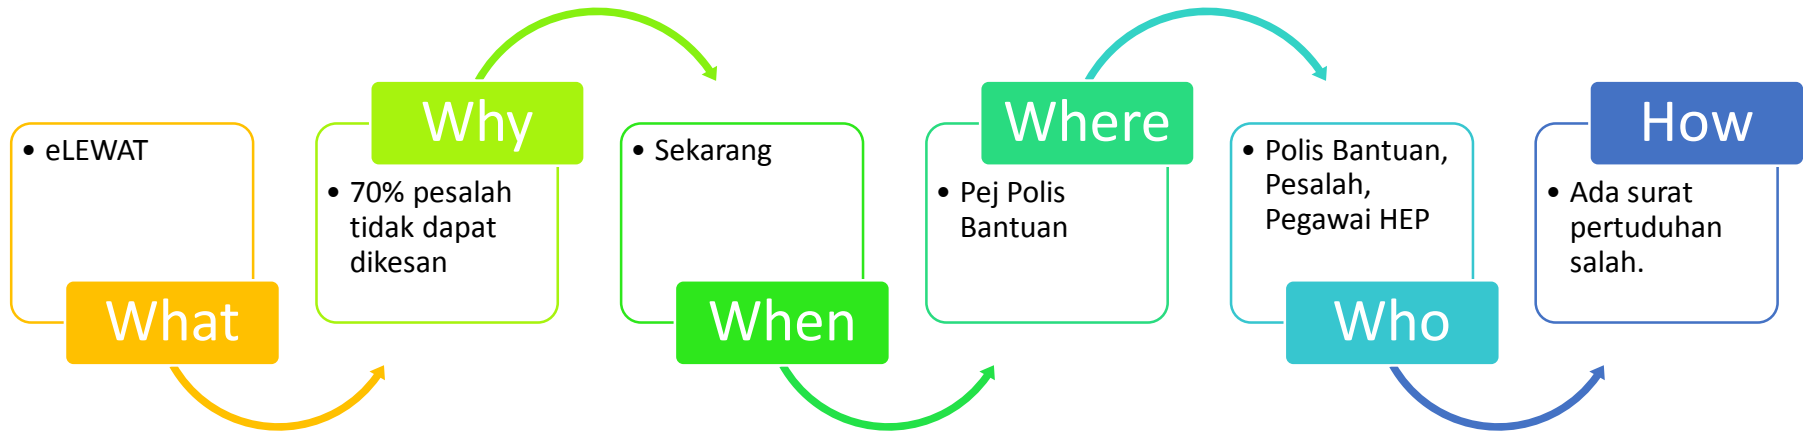 • eLEWAT
What
Why
• 70% pesalah
tidak dapat
dikesan
• Sekarang
When
Where
• Pej Polis
Bantuan
• Polis Bantuan,
Pesalah,
Pegawai HEP
Who
How
• Ada surat
pertuduhan
salah.